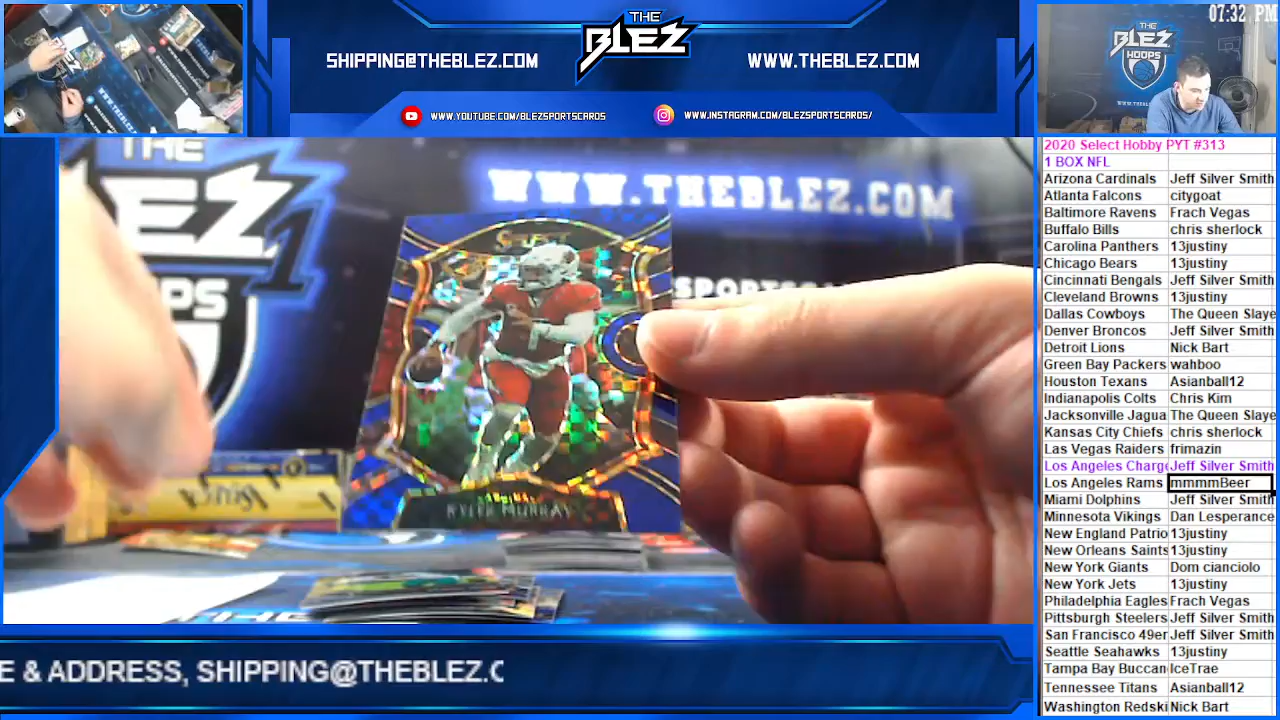 07:32 PM
THE
BLEZ
SHIPPING@THEBLEZ.COM
WWW.THEBLEZ.COM
WWW.YOUTUBE.COM/BLEZSPORTSCARDS
WWW.INSTAGRAM.COM/BLEZSPORTSCARDS/
THE
BLEZ
HOOPS
THE
WWW.THEBLEZ.COM
SELECT
KYLER MURRAY
2020 Select Hobby PYT #313
1 BOX NFL
Arizona Cardinals Jeff Silver Smith
Atlanta Falcons citygoat
Baltimore Ravens Frach Vegas
Buffalo Bills chris sherlock
Carolina Panthers 13justiny
Chicago Bears 13justiny
Cincinnati Bengals Jeff Silver Smith
Cleveland Browns 13justiny
Dallas Cowboys The Queen Slaye
Denver Broncos Jeff Silver Smith
Detroit Lions Nick Bart
Green Bay Packers wahboo
Houston Texans Asianball12
Indianapolis Colts Chris Kim
Jacksonville Jagua The Queen Slaye
Kansas City Chiefs chris sherlock
Las Vegas Raiders frimazin
Los Angeles Charge Jeff Silver Smith
Los Angeles Rams mmmmBeer
Miami Dolphins Jeff Silver Smith
Minnesota Vikings Dan Lesperance
New England Patrio 13justiny
New Orleans Saints 13justiny
New York Giants Dom cianciolo
New York Jets 13justiny
Philadelphia Eagles Frach Vegas
Pittsburgh Steelers Jeff Silver Smith
San Francisco 49er Jeff Silver Smith
Seattle Seahawks 13justiny
Tampa Bay Buccan IceTrae
Tennessee Titans Asianball12
Washington Redski Nick Bart
E & ADDRESS, SHIPPING@THEBLEZ.C